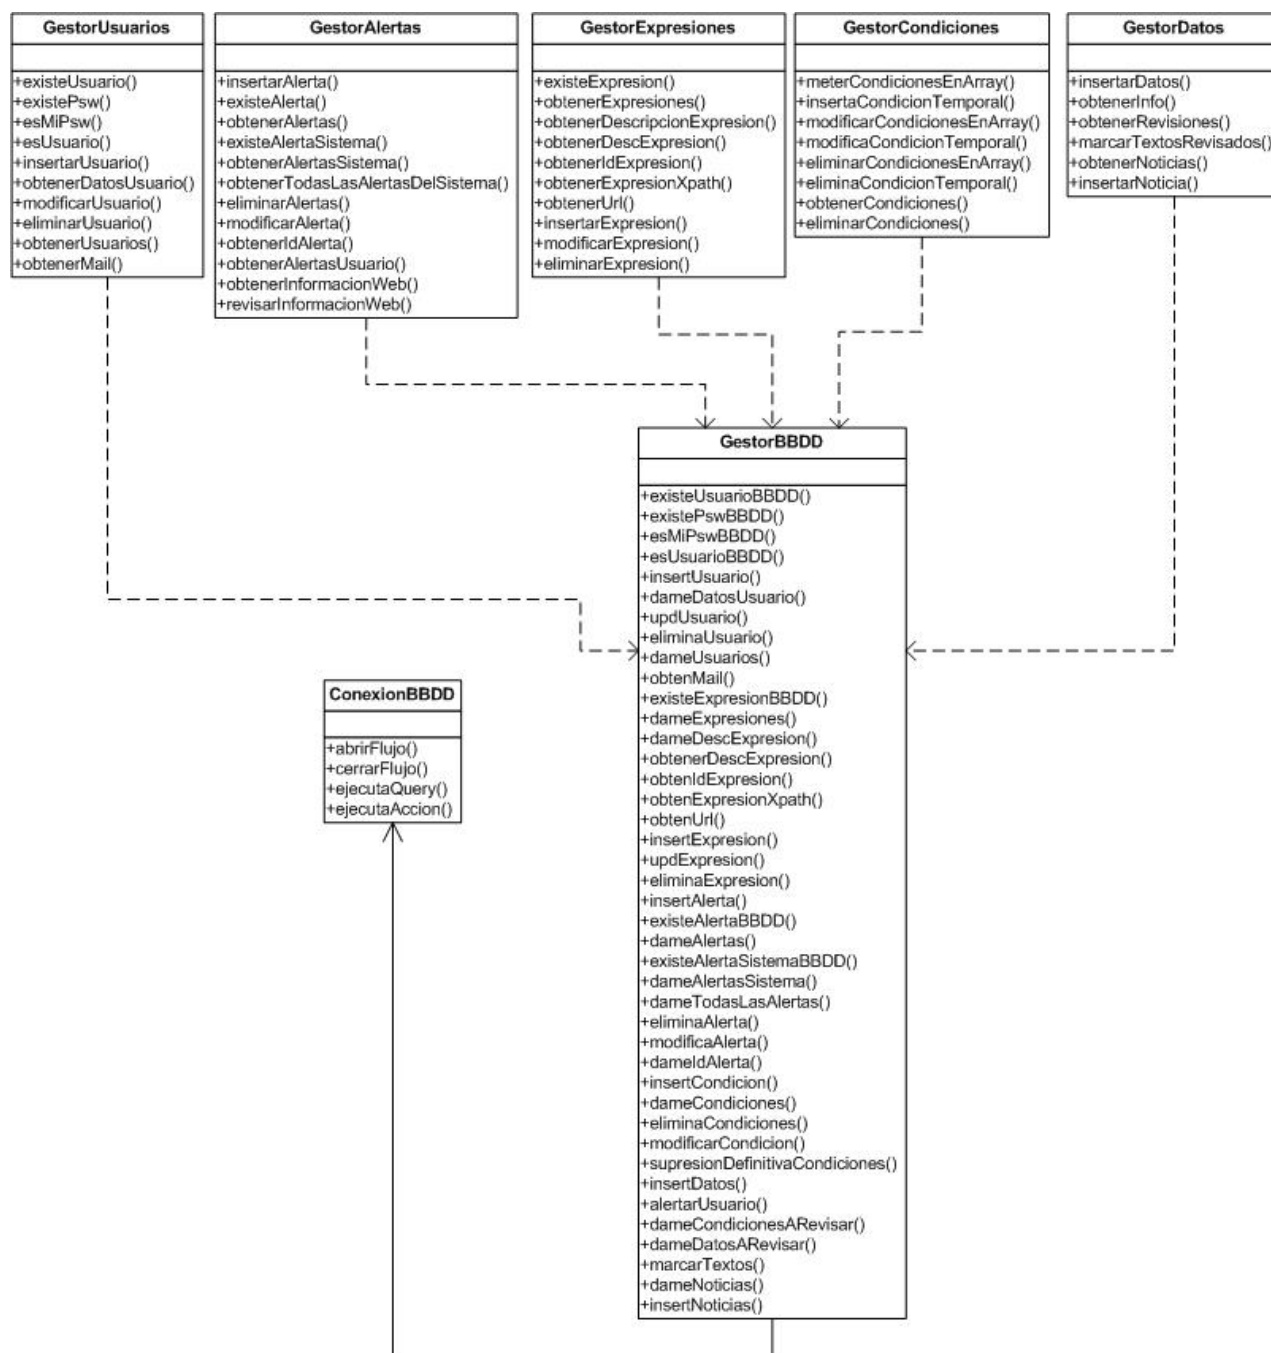 GestorUsuarios
+existeUsuario()
+existePsw()
+esMiPsw()
+esUsuario()
+insertarUsuario()
+obtenerDatosUsuario()
+modificarUsuario()
+eliminarUsuario()
+obtenerUsuarios()
+obtenerMail()
GestorAlertas
+insertarAlerta()
+existeAlerta()
+obtenerAlertas()
+existeAlertaSistema()
+obtenerAlertasSistema()
+obtenerTodasLasAlertasDelSistema()
+eliminarAlertas()
+modificarAlerta()
+obtenerIdAlerta()
+obtenerAlertasUsuario()
+obtenerInformacionWeb()
+revisarInformacionWeb()
GestorExpresiones
+existeExpresion()
+obtenerExpresiones()
+obtenerDescripcionExpresion()
+obtenerDescExpresion()
+obtenerIdExpresion()
+obtenerExpresionXpath()
+obtenerUrl()
+insertarExpresion()
+modificarExpresion()
+eliminarExpresion()
GestorCondiciones
+meterCondicionesEnArray()
+insertaCondicionTemporal()
+modificarCondicionesEnArray()
+modificaCondicionTemporal()
+eliminarCondicionesEnArray()
+eliminaCondicionTemporal()
+obtenerCondiciones()
+eliminarCondiciones()
GestorDatos
+insertarDatos()
+obtenerInfo()
+obtenerRevisiones()
+marcarTextosRevisados()
+obtenerNoticias()
+insertarNoticia()
GestorBBDD
+existeUsuarioBBDD()
+existePswBBDD()
+esMiPswBBDD()
+esUsuarioBBDD()
+insertUsuario()
+dameDatosUsuario()
+updUsuario()
+eliminaUsuario()
+dameUsuarios()
+obtenMail()
+existeExpresionBBDD()
+dameExpresiones()
+dameDescExpresion()
+obtenerDescExpresion()
+obtenIdExpresion()
+obtenExpresionXpath()
+obtenUrl()
+insertExpresion()
+updExpresion()
+eliminaExpresion()
+insertAlerta()
+existeAlertaBBDD()
+dameAlertas()
+existeAlertaSistemaBBDD()
+dameAlertasSistema()
+dameTodasLasAlertas()
+eliminaAlerta()
+modificaAlerta()
+dameIdAlerta()
+insertCondicion()
+dameCondiciones()
+eliminaCondiciones()
+modificarCondicion()
+supresionDefinitivaCondiciones()
+insertDatos()
+alertarUsuario()
+dameCondicionesARevisar()
+dameDatosARevisar()
+marcarTextos()
+dameNoticias()
+insertNoticias()
ConexionBBDD
+abrirFlujo()
+cerrarFlujo()
+ejecutaQuery()
+ejecutaAccion()